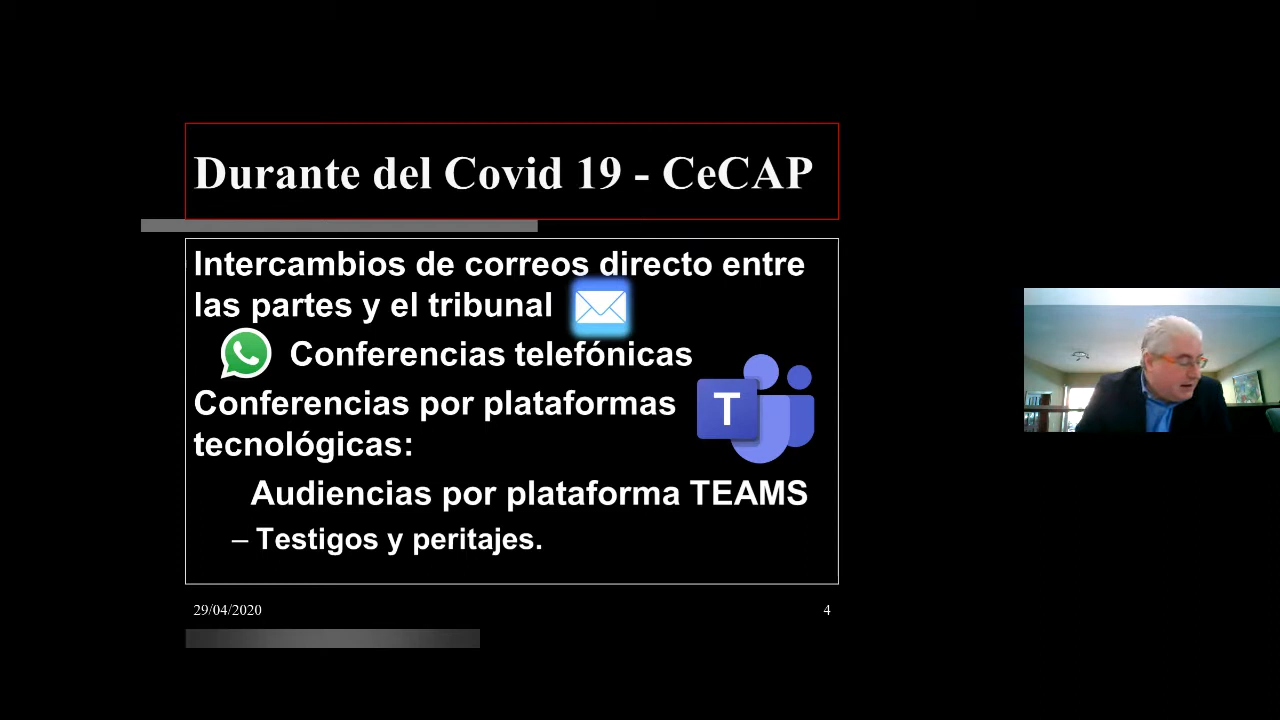 Durante del Covid 19 - CeCAP
Intercambios de correos directo entre
las partes y el tribunal
Conferencias telefónicas
Conferencias por plataformas
T
tecnológicas:
Audiencias por plataforma TEAMS
– Testigos y peritajes.
29/04/2020
4